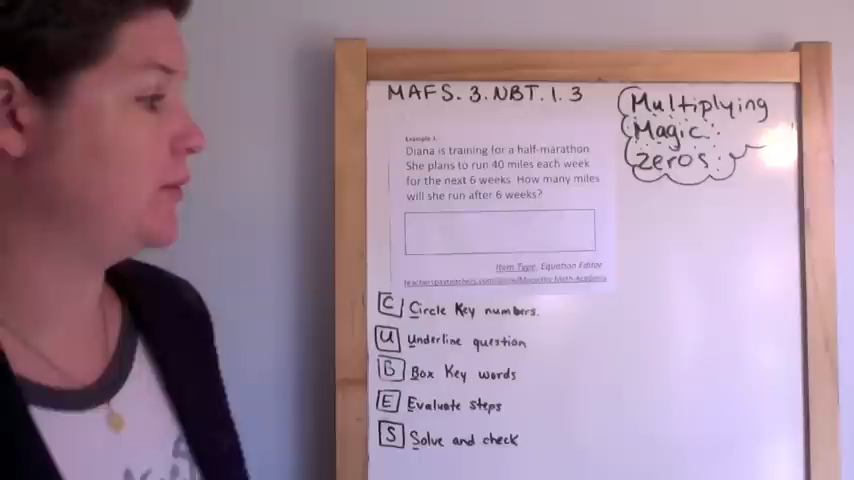 MAFS.3.NBT.1.3
Multiplying
Magic
zeros
Example 1
Diana is training for a half-marathon
She plans to run 40 miles each week
for the next 6 weeks. How many miles
will she run after 6 weeks?
Item Type: Equation Editor
C Circle Key numbers.
U Underline question
B Box Key words
E Evaluate steps
S Solve and check